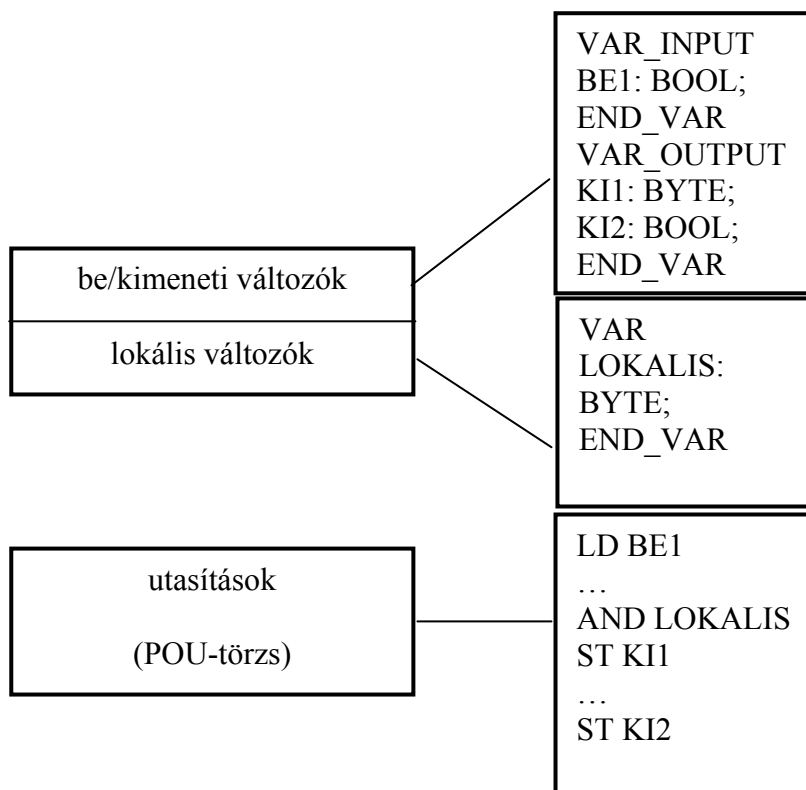 VAR_INPUT
BE1: BOOL;
END_VAR
VAR_OUTPUT
KI1: BYTE;
KI2: BOOL;
END_VAR
be/kimeneti változók
lokális változók
VAR
LOKALIS:
BYTE;
END_VAR
utasítások
(POU-törzs)
LD BE1
…
AND LOKALIS
ST KI1
…
ST KI2